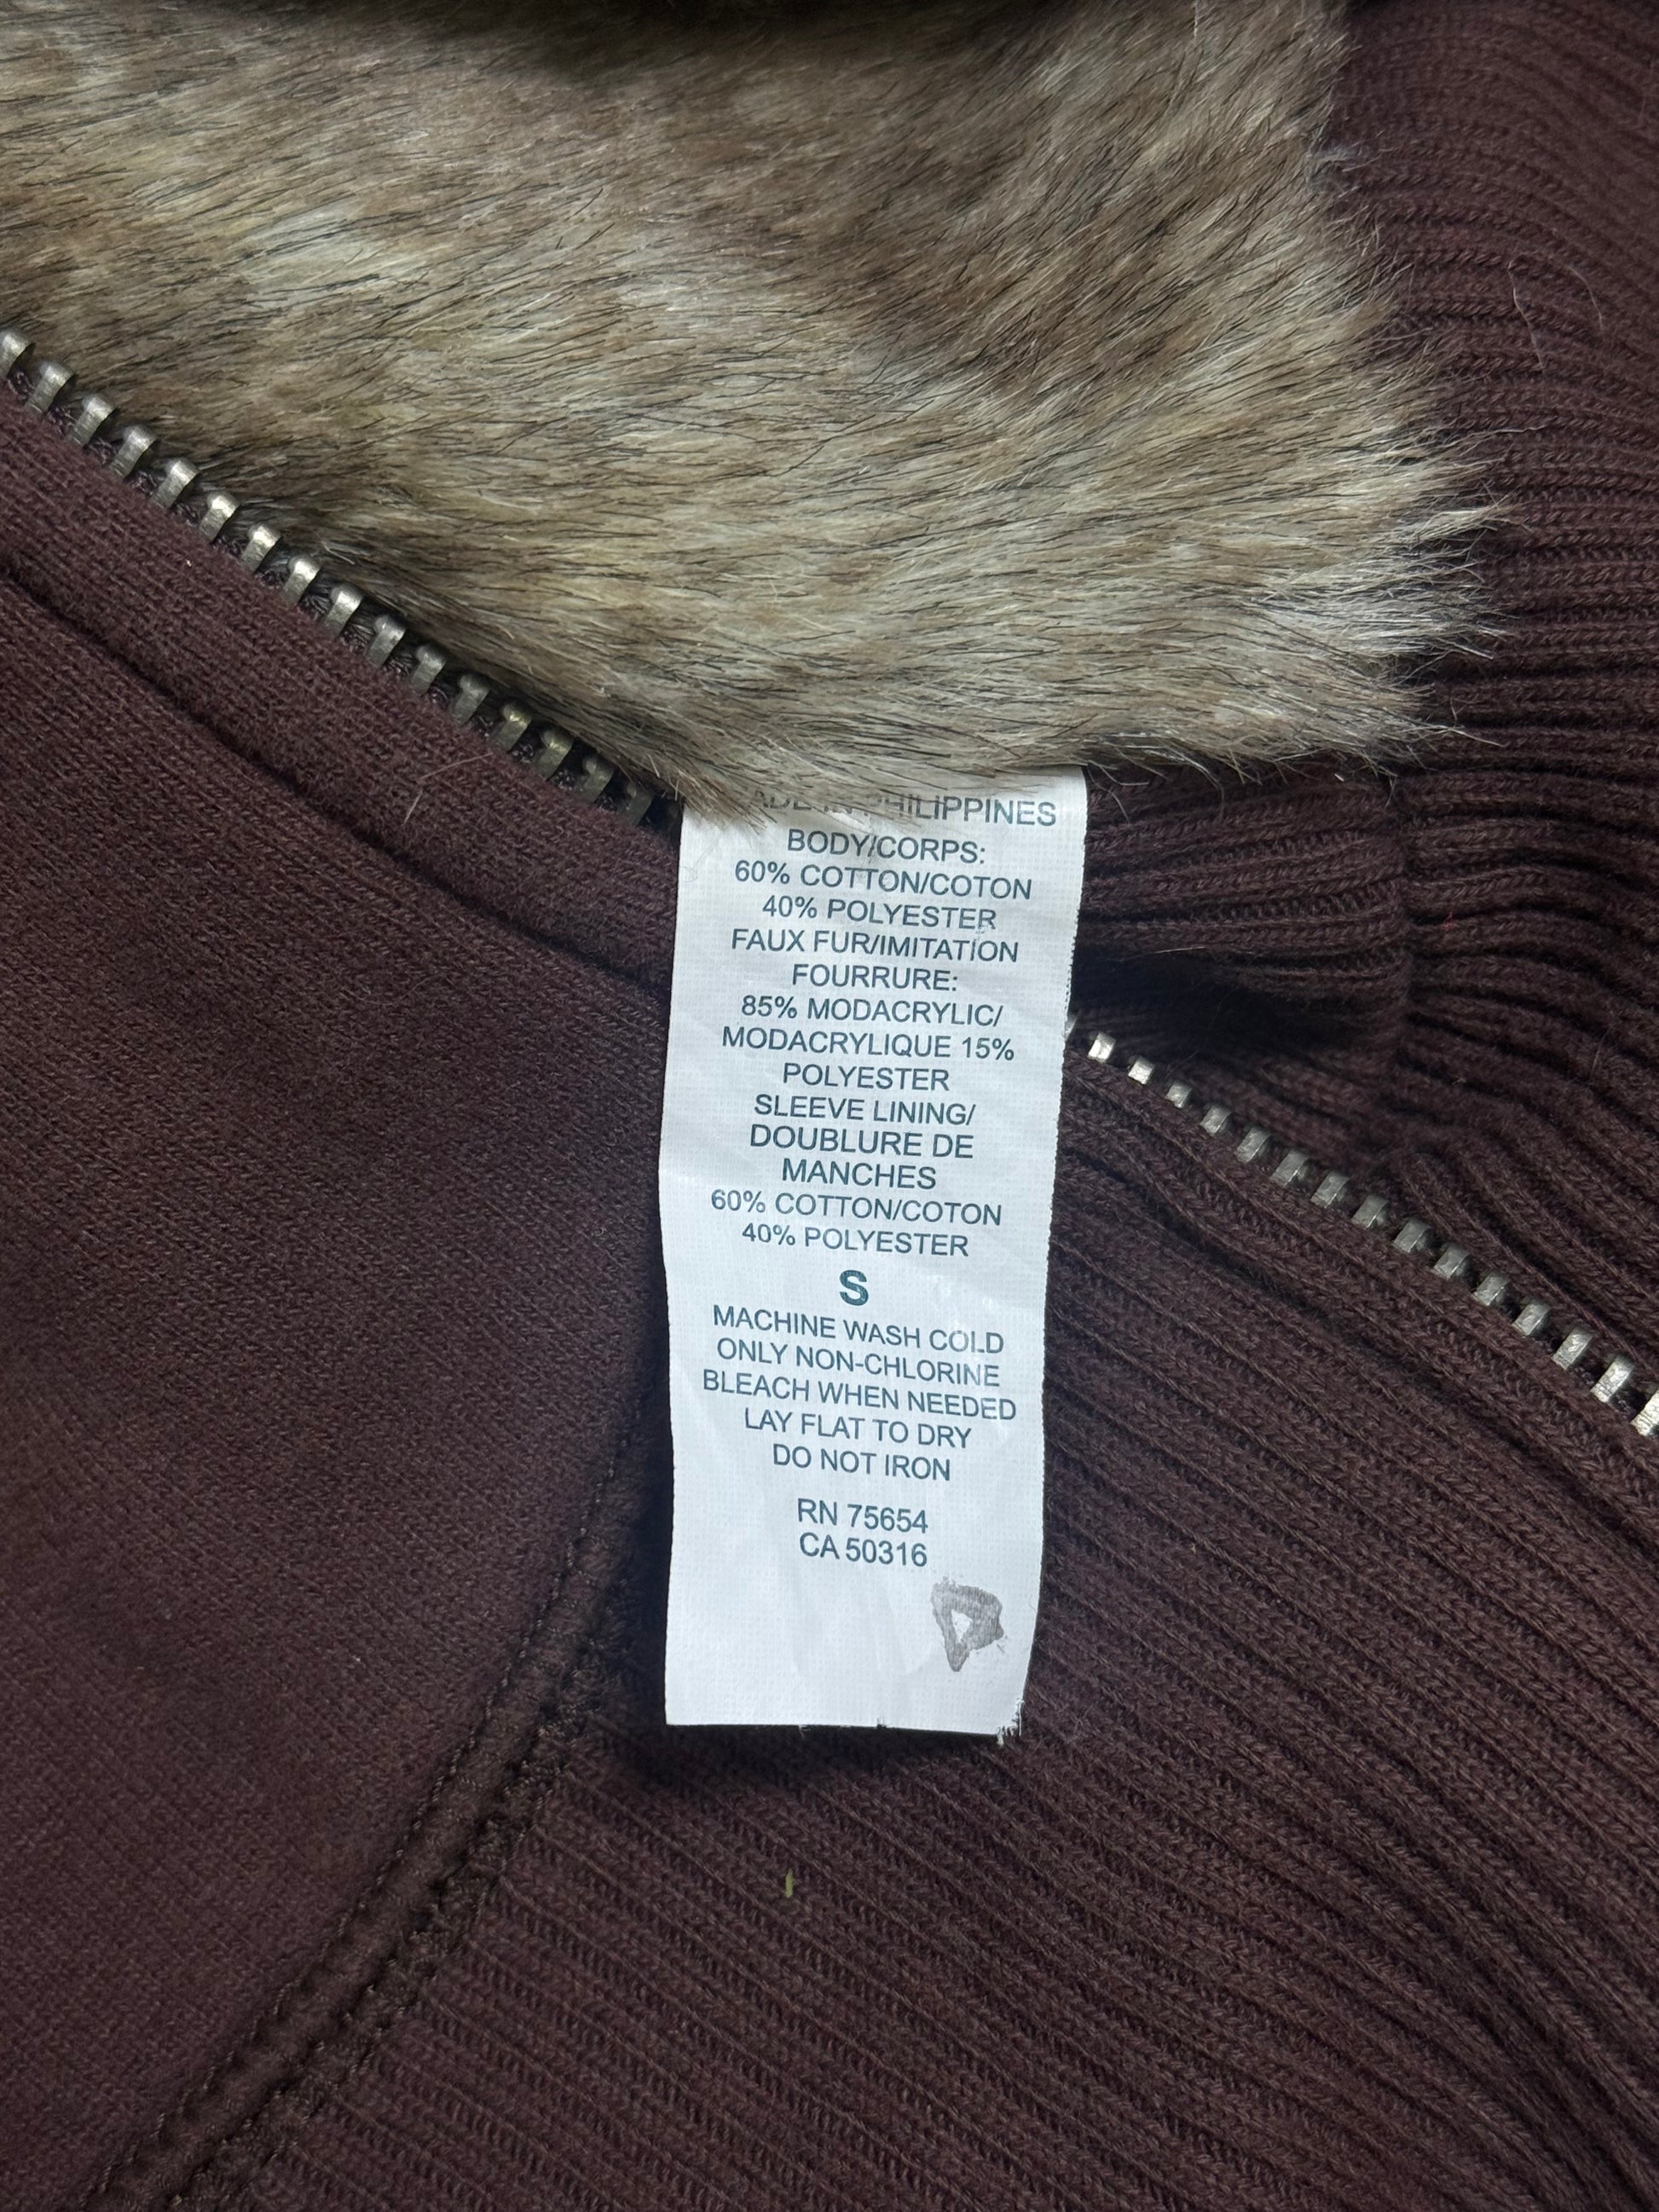 MADE IN PHILIPPINES
BODY/CORPS:
60% COTTON/COTON
40% POLYESTER
FAUX FUR/IMITATION
FOURRURE:
85% MODACRYLIC/
MODACRYLIQUE 15%
POLYESTER
SLEEVE LINING/
DOUBLURE DE
MANCHES
60% COTTON/COTON
40% POLYESTER
S
MACHINE WASH COLD
ONLY NON-CHLORINE
BLEACH WHEN NEEDED
LAY FLAT TO DRY
DO NOT IRON
RN 75654
CA 50316